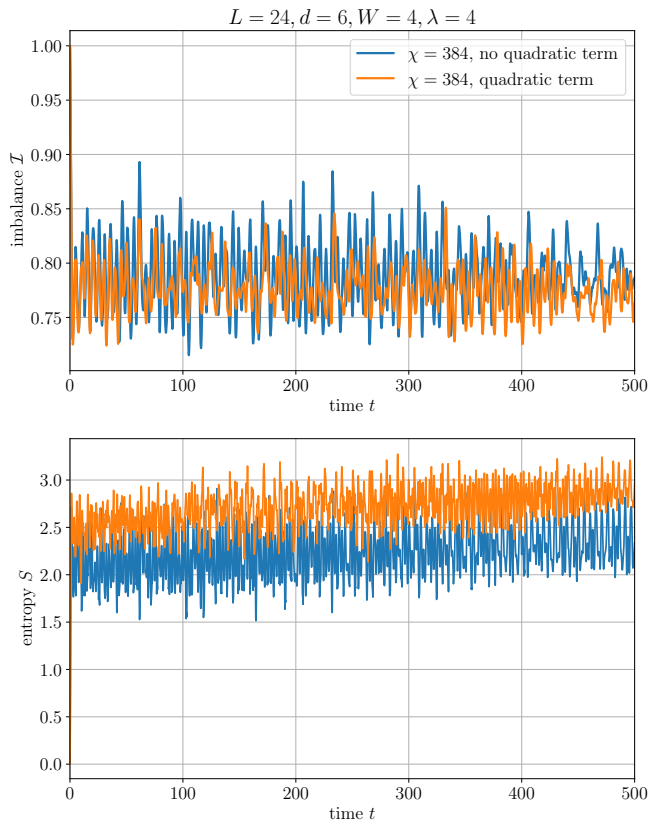 L = 24, d = 6, W = 4, λ = 4
χ = 384, no quadratic term
χ = 384, quadratic term
1.00
0.95
0.90
0.85
0.80
0.75
imbalance ℐ
0 100 200 300 400 500
time t
3.0
2.5
2.0
1.5
1.0
0.5
0.0
entropy S
0 100 200 300 400 500
time t